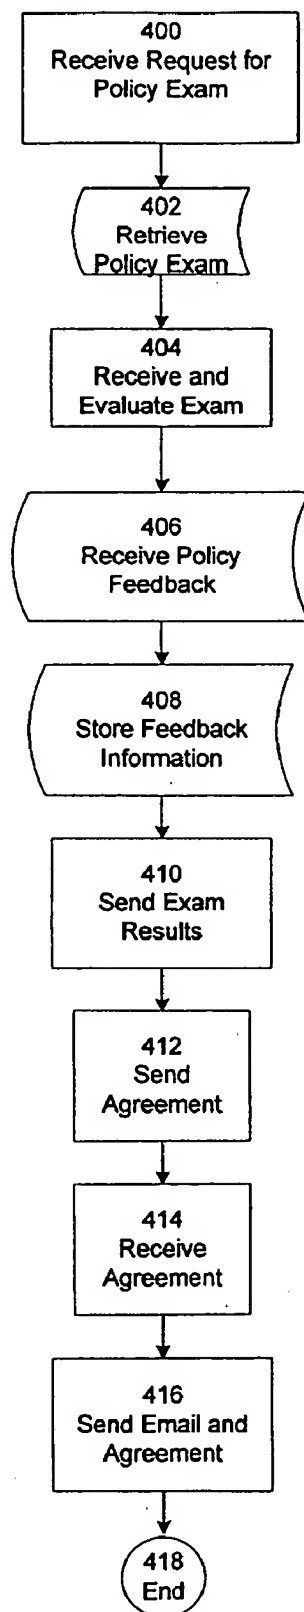 400
Receive Request for
Policy Exam
402
Retrieve
Policy Exam
404
Receive and
Evaluate Exam
406
Receive Policy
Feedback
408
Store Feedback
Information
410
Send Exam
Results
412
Send
Agreement
414
Receive
Agreement
416
Send Email and
Agreement
418
End